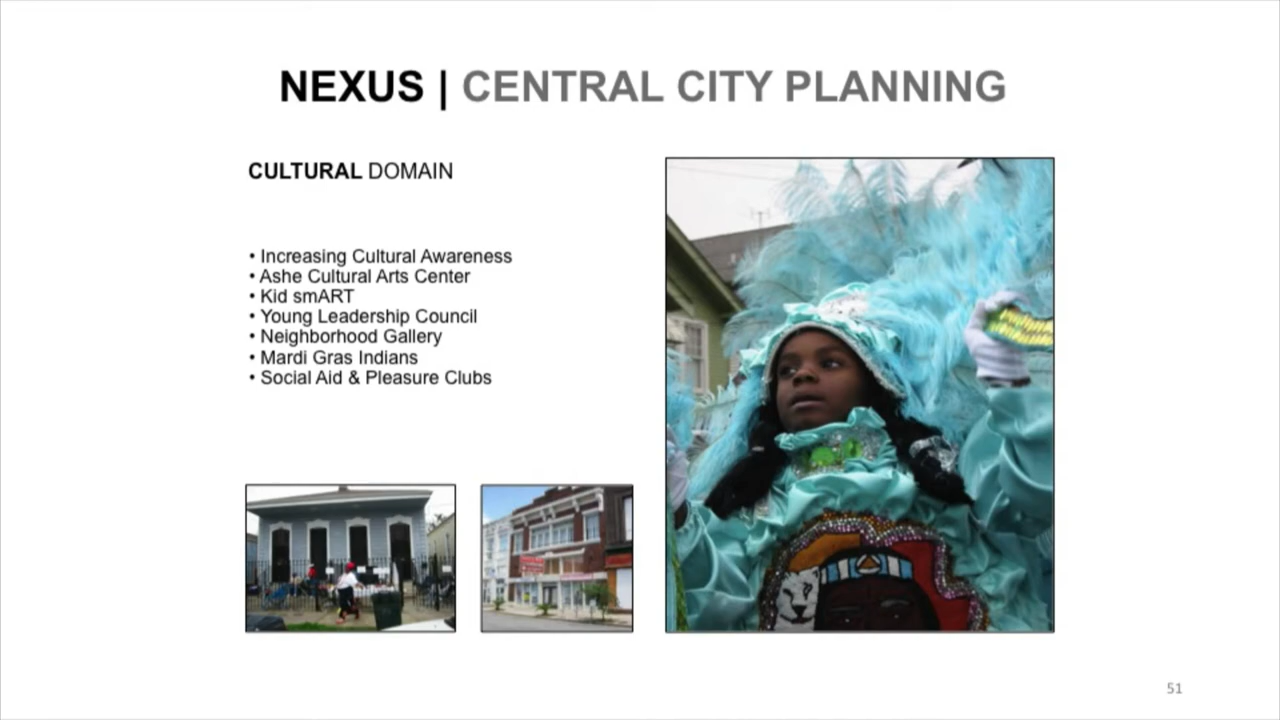 NEXUS | CENTRAL CITY PLANNING
CULTURAL DOMAIN
• Increasing Cultural Awareness
• Ashe Cultural Arts Center
• Kid smART
• Young Leadership Council
• Neighborhood Gallery
• Mardi Gras Indians
• Social Aid & Pleasure Clubs
51